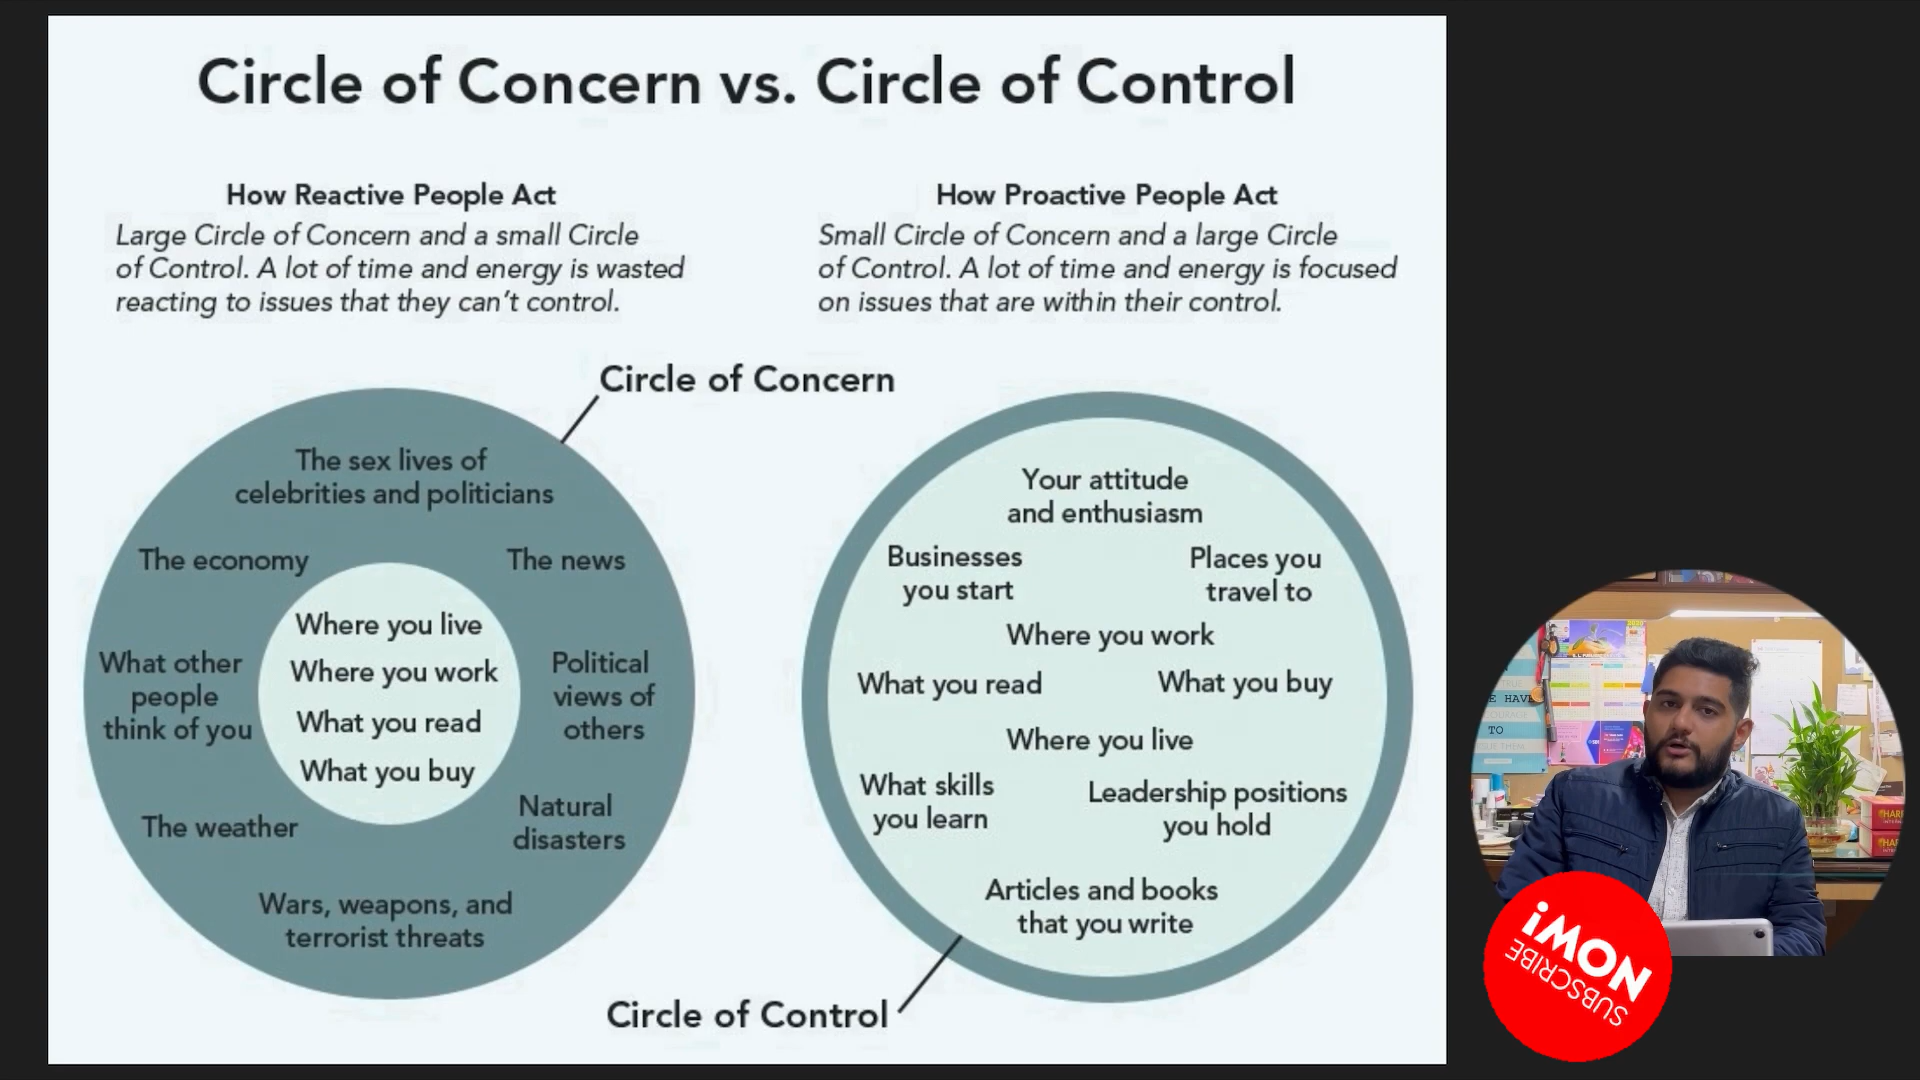 Circle of Concern vs. Circle of Control
How Reactive People Act
Large Circle of Concern and a small Circle
of Control. A lot of time and energy is wasted
reacting to issues that they can't control.
How Proactive People Act
Small Circle of Concern and a large Circle
of Control. A lot of time and energy is focused
on issues that are within their control.
Circle of Concern
The sex lives of
celebrities and politicians
The economy
The news
What other
people
think of you
Where you live
Where you work
What you read
What you buy
Political
views of
others
The weather
Natural
disasters
Wars, weapons, and
terrorist threats
Your attitude
and enthusiasm
Businesses
you start
Places you
travel to
Where you work
What you read
What you buy
Where you live
What skills
you learn
Leadership positions
you hold
Articles and books
that you write
Circle of Control
E HAVE
COURAGE
TO
SUBSCRIBE
NOW!